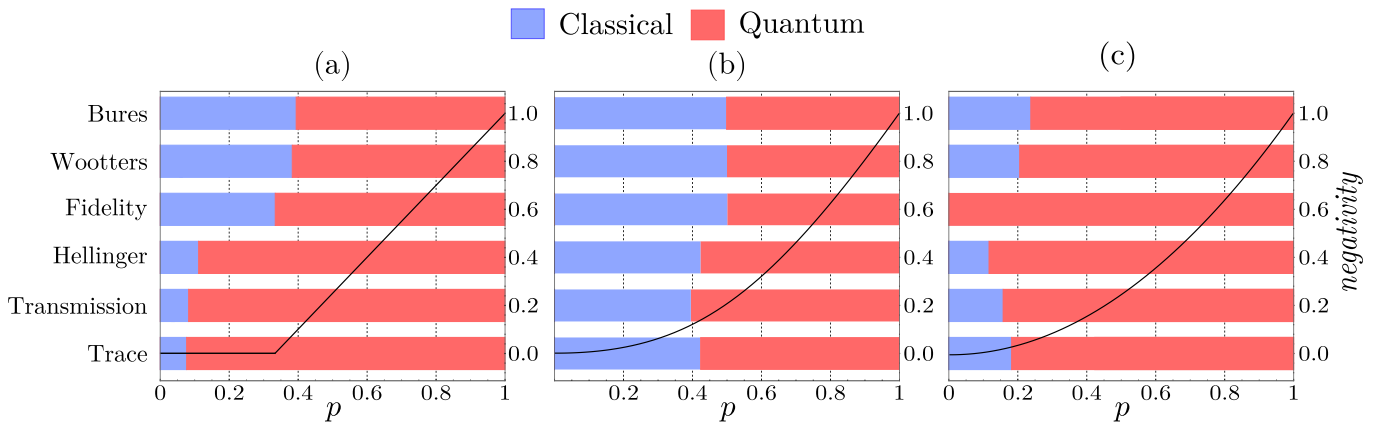 Classical Quantum
(a) (b) (c)
Bures 1.0 1.0 1.0
Wootters 0.8 0.8 0.8
Fidelity 0.6 0.6 0.6
Hellinger 0.4 0.4 0.4
Transmission 0.2 0.2 0.2
Trace 0.0 0.0 0.0
negativity
0 0.2 0.4 0.6 0.8 1 0.2 0.4 0.6 0.8 1 0 0.2 0.4 0.6 0.8 1
p p p